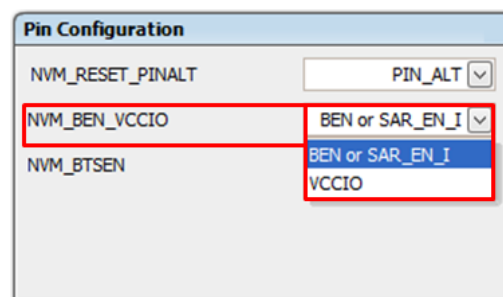 Pin Configuration
NVM_RESET_PINALT PIN_ALT
NVM_BEN_VCCIO BEN or SAR_EN_I
BEN or SAR_EN_I
NVM_BTSEN
VCCIO